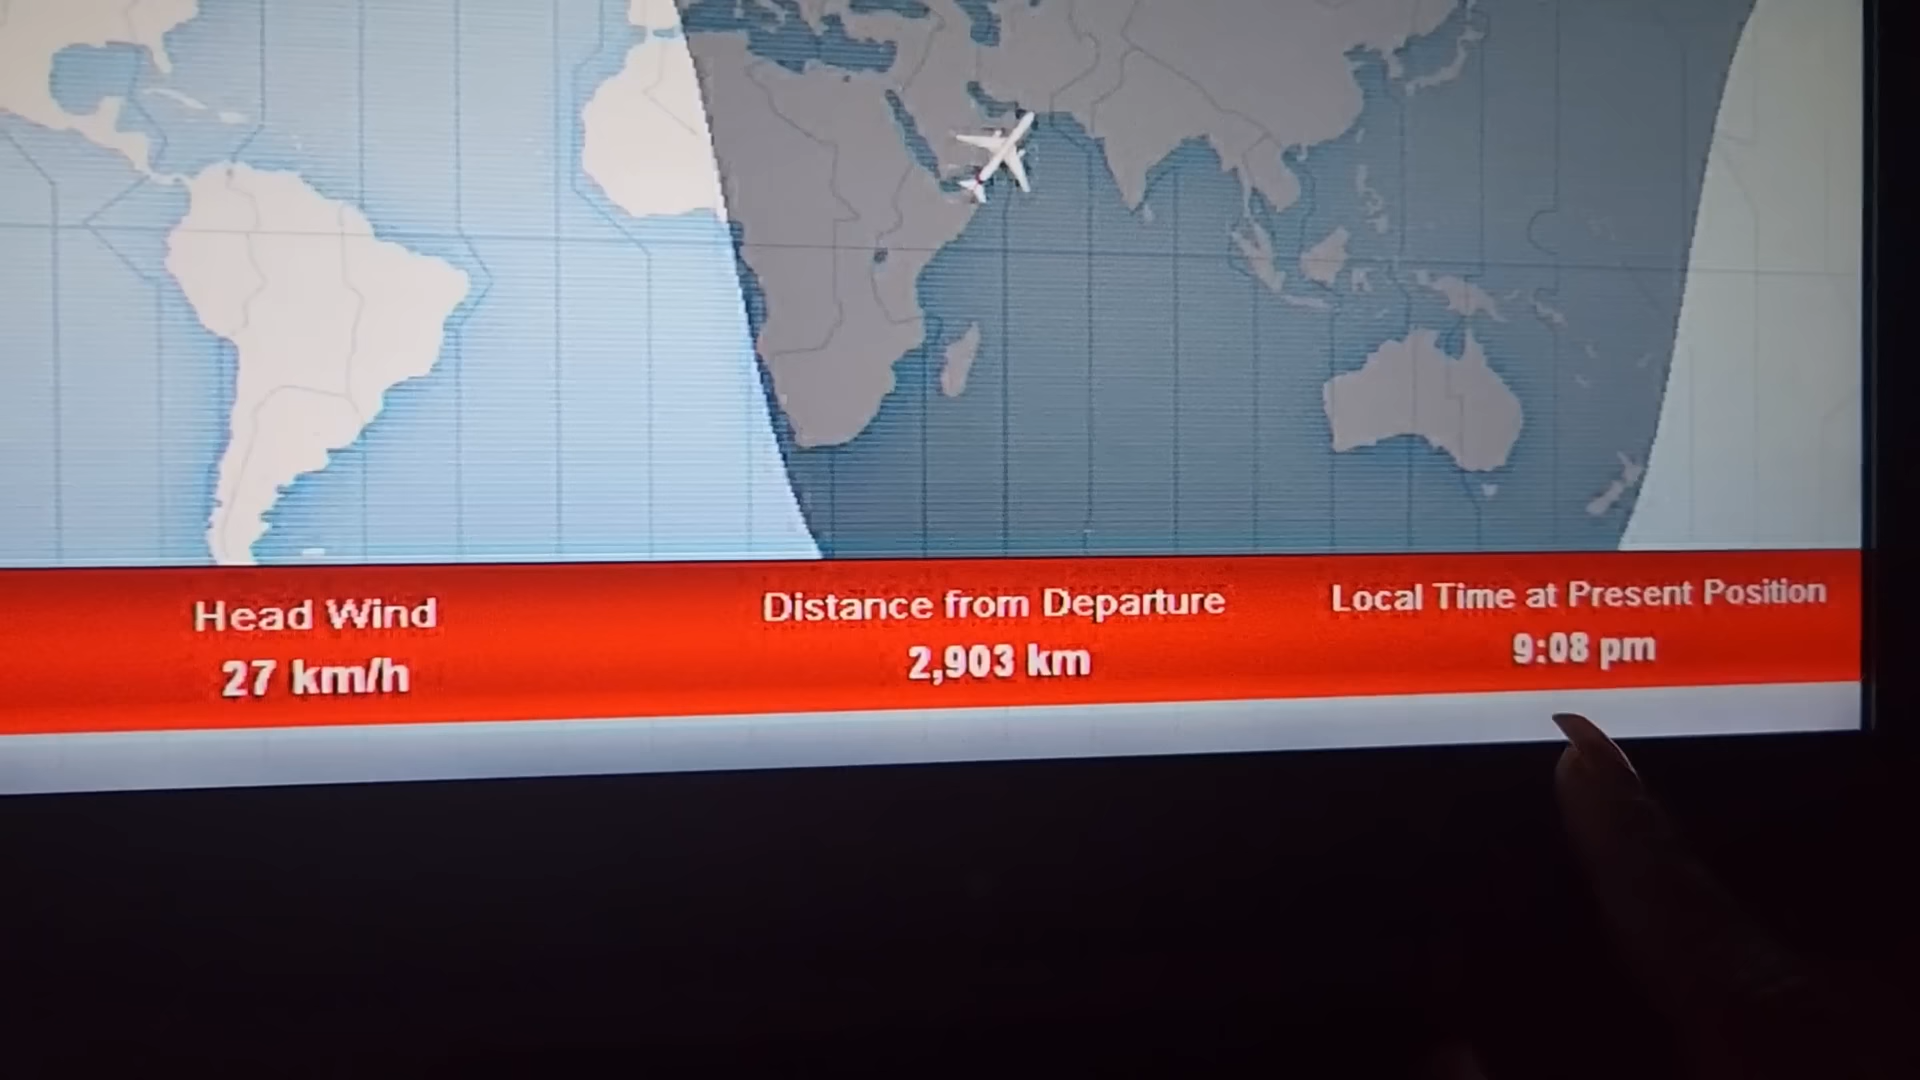 Head Wind
27 km/h
Distance from Departure
2,903 km
Local Time at Present Position
9:08 pm